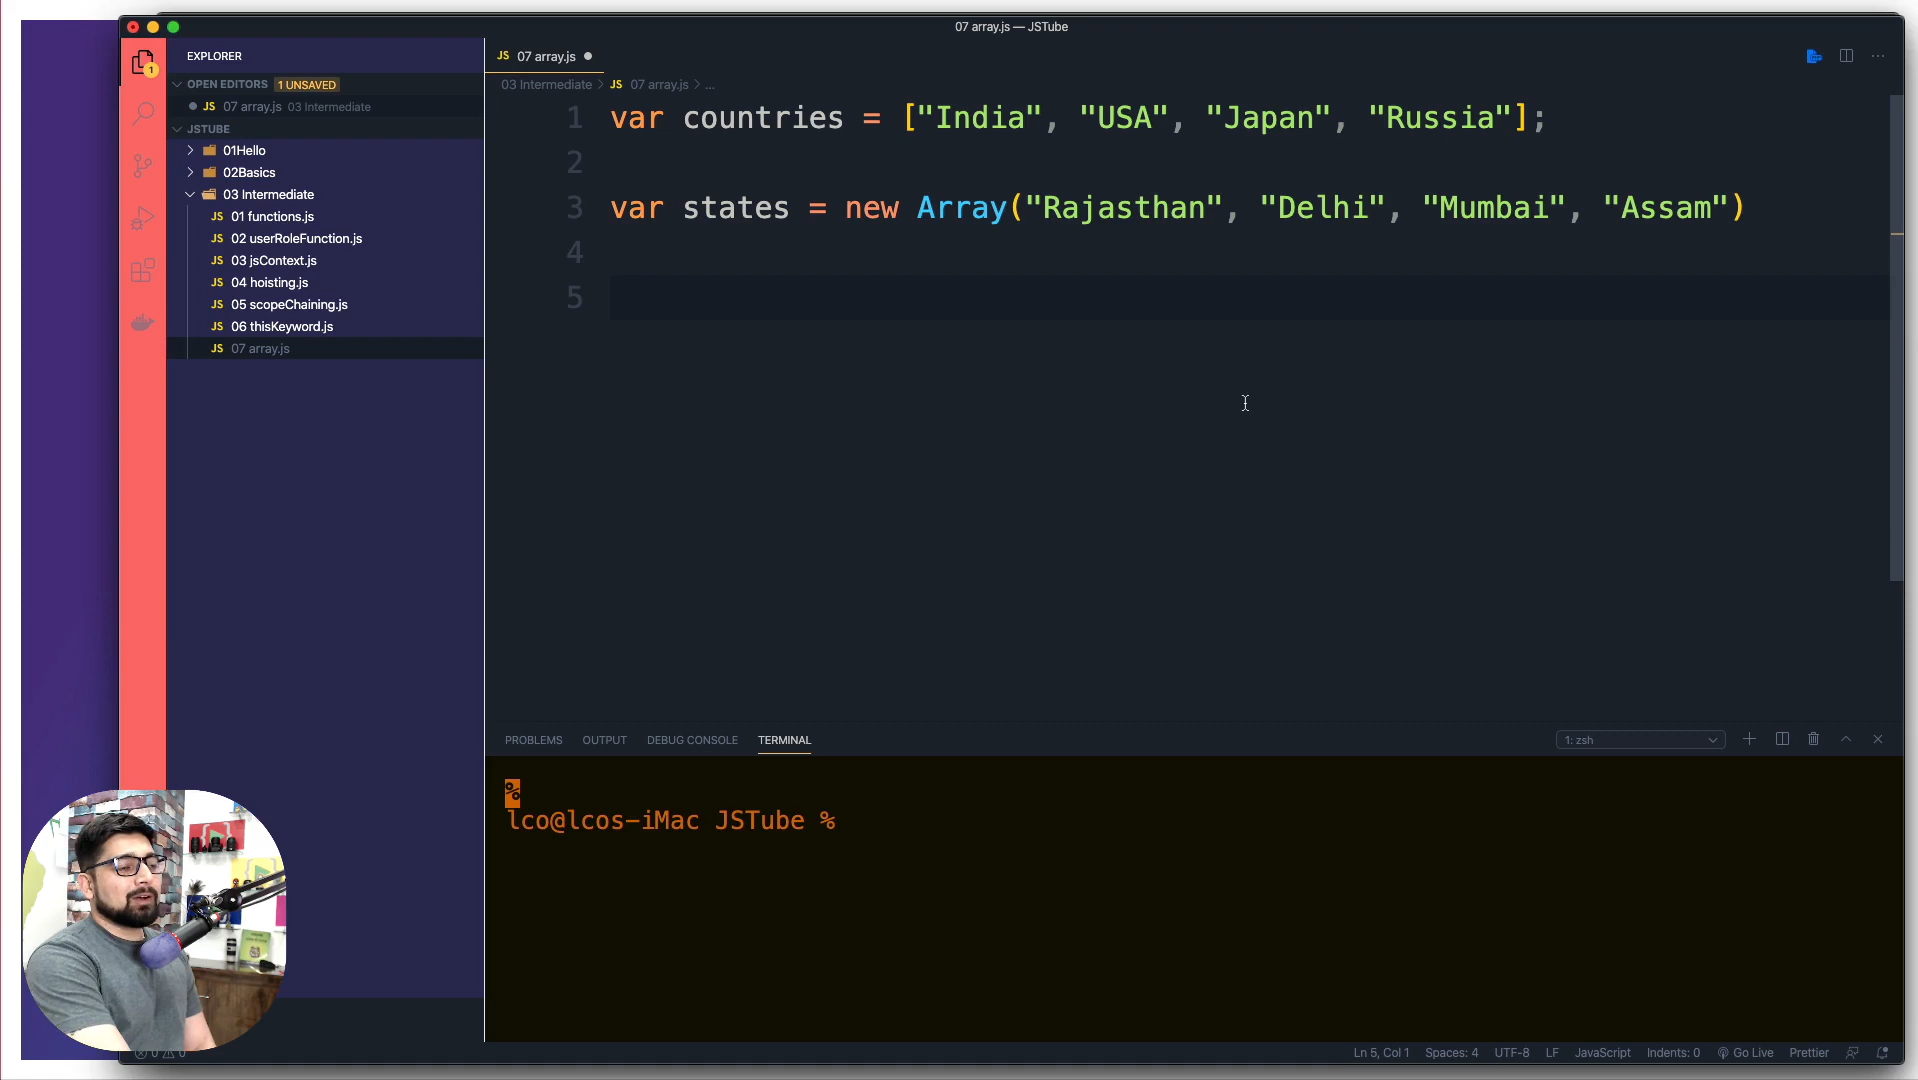 07 array.js — JSTube
EXPLORER
OPEN EDITORS 1 UNSAVED
JS 07 array.js 03 Intermediate
JSTUBE
01Hello
02Basics
03 Intermediate
JS 01 functions.js
JS 02 userRoleFunction.js
JS 03 jsContext.js
JS 04 hoisting.js
JS 05 scopeChaining.js
JS 06 thisKeyword.js
JS 07 array.js
1
JS 07 array.js
03 Intermediate > JS 07 array.js > ...
1 var countries = ["India", "USA", "Japan", "Russia"];
2
3 var states = new Array("Rajasthan", "Delhi", "Mumbai", "Assam")
4
5
PROBLEMS OUTPUT DEBUG CONSOLE TERMINAL
1: zsh
%
lco@lcos-iMac JSTube %
0 0
Ln 5, Col 1 Spaces: 4 UTF-8 LF JavaScript Indents: 0 Go Live Prettier